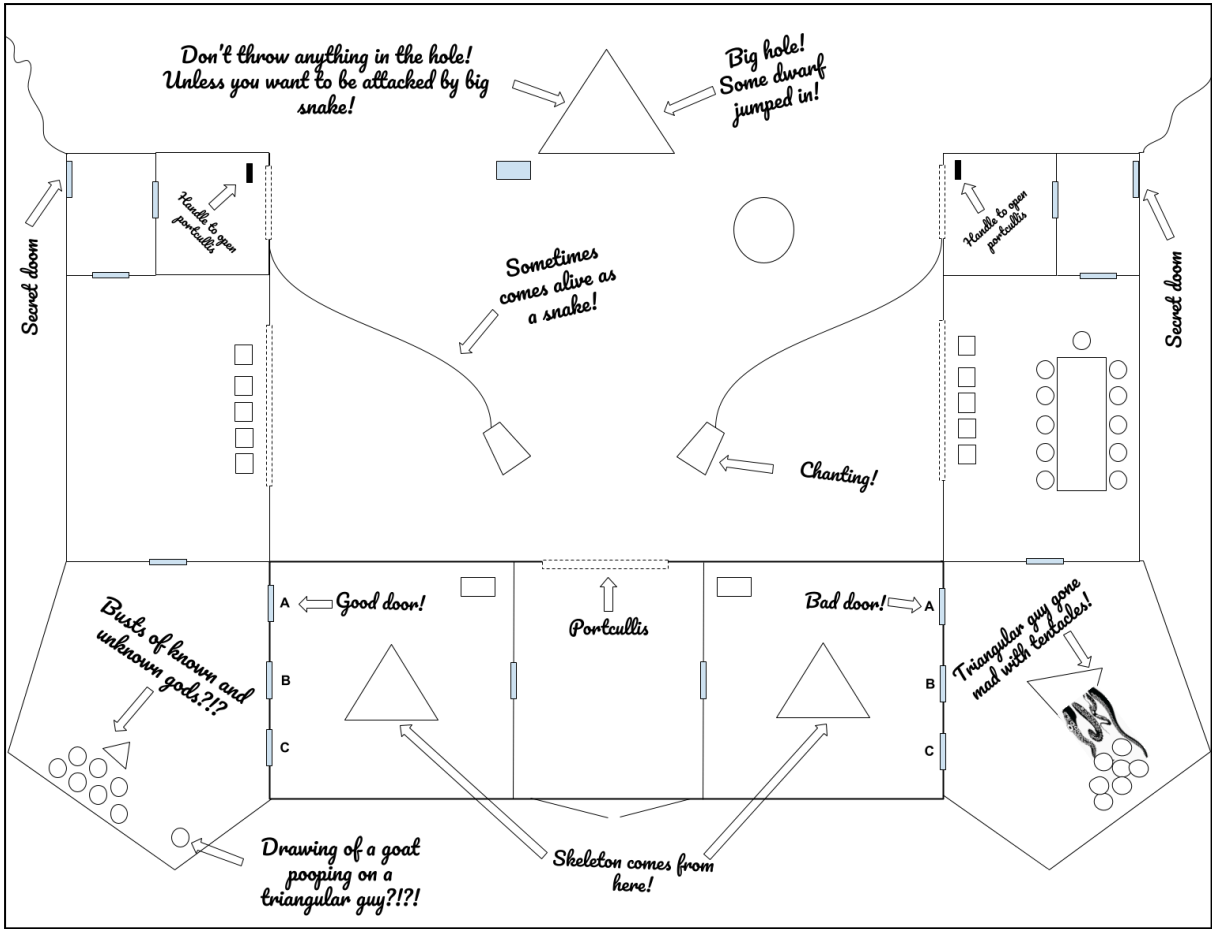 Don't throw anything in the hole!
Unless you want to be attacked by big
snake!
Big hole!
Some dwarf
jumped in!
Handle to open
portcullis
Handle to open
portcullis
Secret doom
Secret doom
Sometimes
comes alive as
a snake!
Chanting!
A
Good door!
Portcullis
Bad door!
A
Busts of known and
unknown gods?!?
B
B
Triangular guy gone
mad with tentacles!
C
C
Drawing of a goat
pooping on a
triangular guy?!?!
Skeleton comes from
here!